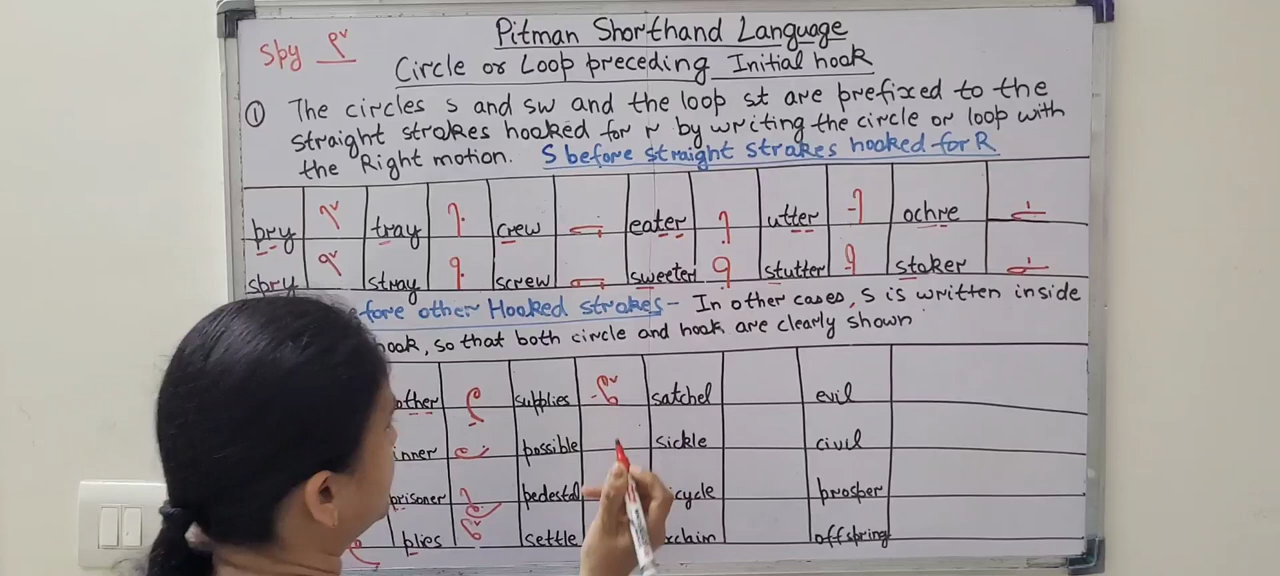 Spy
Pitman Shorthand Language
Circle or Loop preceding Initial hook
① The circles s and sw and the loop st are prefixed to the
straight strokes hooked for r by writing the circle or loop with
the Right motion. S before straight strokes hooked for R
bry tray crew eater utter ochre
spry stray screw sweeter stutter stoker
fore other Hooked strokes - In other cases, S is written inside
hook, so that both circle and hook are clearly shown
other supplies satchel evil
inner possible sickle civil
prisoner pedestal icycle prosper
plies settle xclaim offspring